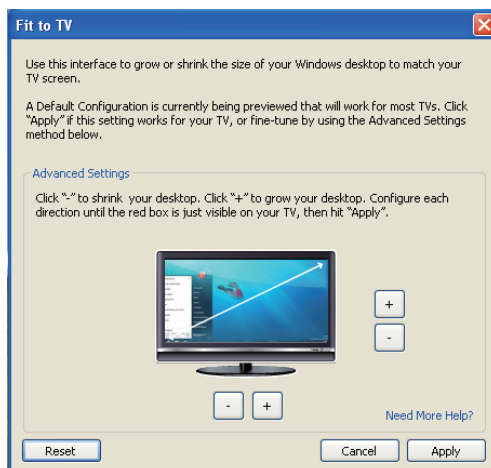 Fit to TV
Use this interface to grow or shrink the size of your Windows desktop to match your
TV screen.
A Default Configuration is currently being previewed that will work for most TVs. Click
"Apply" if this setting works for your TV, or fine-tune by using the Advanced Settings
method below.
Advanced Settings
Click "-" to shrink your desktop. Click "+" to grow your desktop. Configure each
direction until the red box is just visible on your TV, then hit "Apply".
+
-
- +
Need More Help?
Reset Cancel Apply